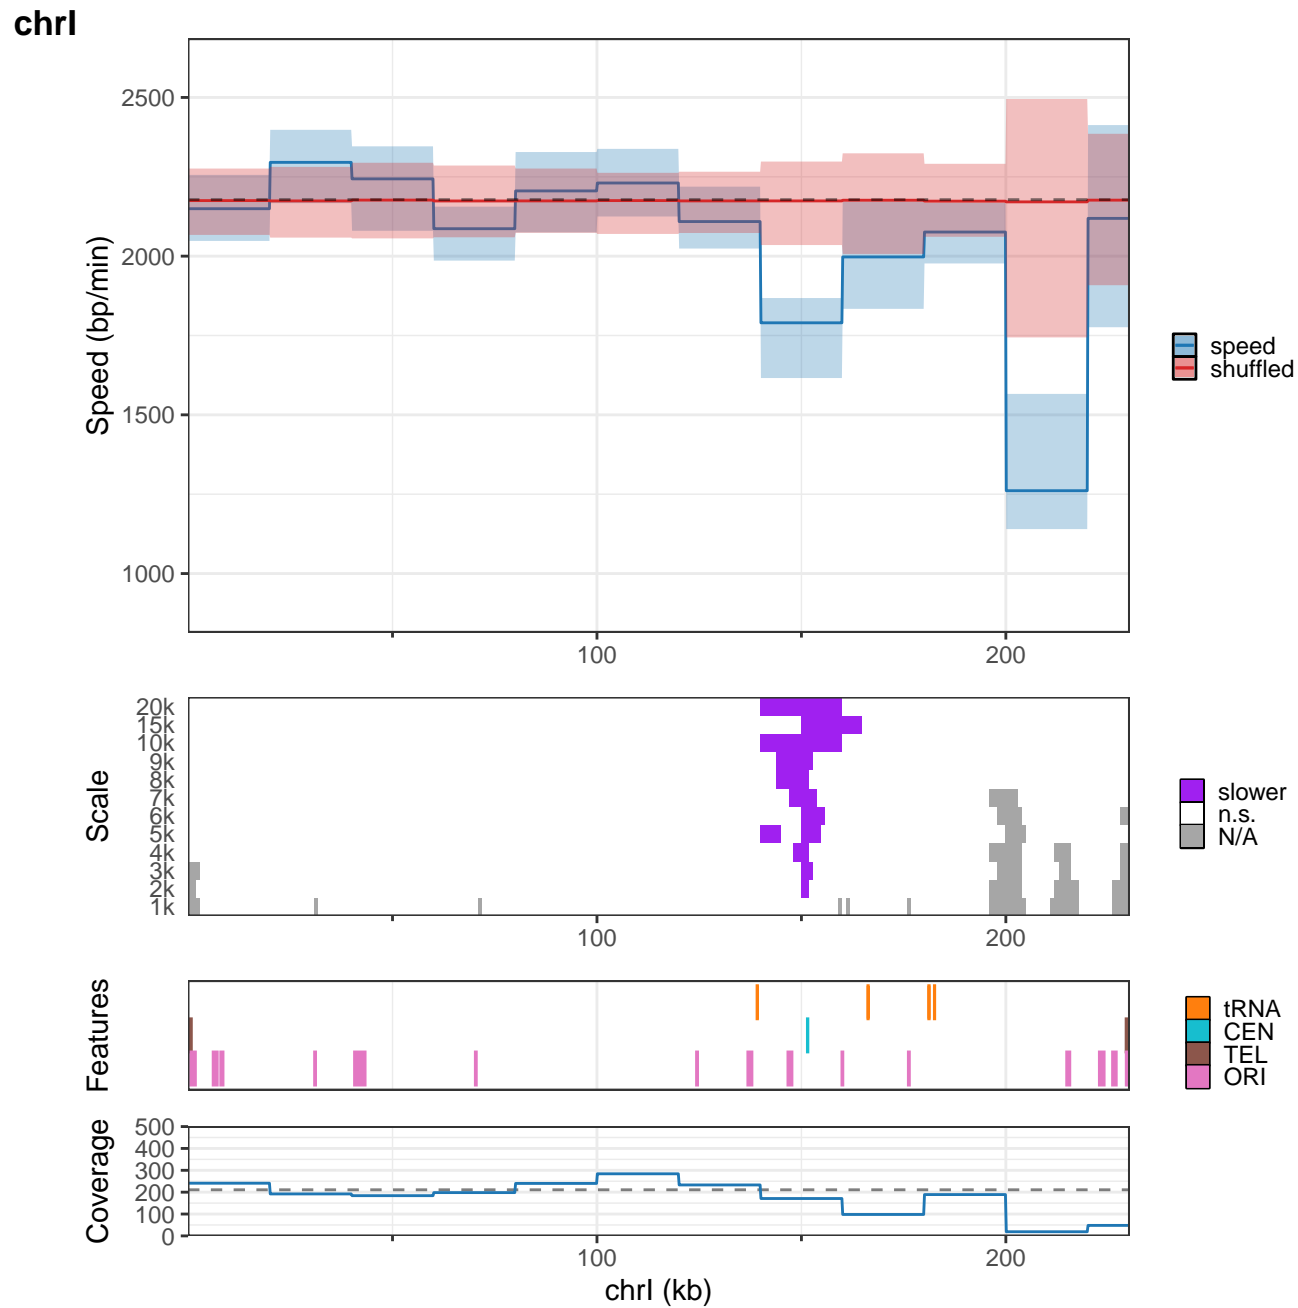 chrI
Speed (bp/min)
2500
2000
1500
1000
100
200
speed
shuffled
Scale
20k
15k
10k
9k
8k
7k
6k
5k
4k
3k
2k
1k
100
200
slower
n.s.
N/A
Features
tRNA
CEN
TEL
ORI
Coverage
500
400
300
200
100
0
100
200
chrI (kb)